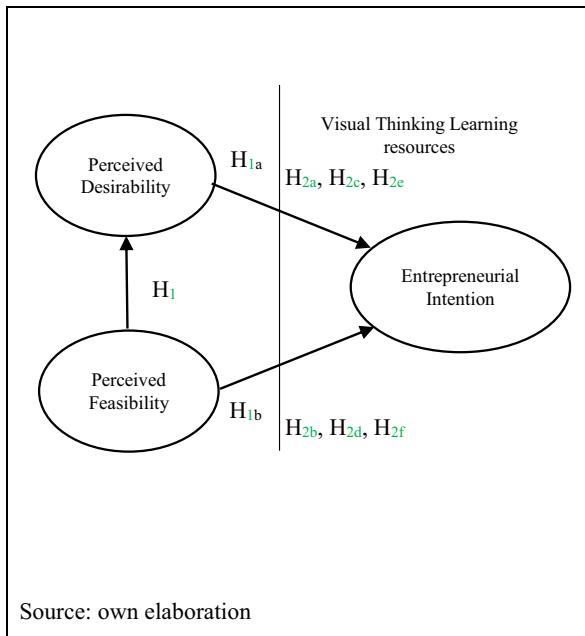 Visual Thinking Learning
resources
Perceived
Desirability
H1a
H2a, H2c, H2e
Entrepreneurial
Intention
H1
Perceived
Feasibility
H1b
H2b, H2d, H2f
Source: own elaboration